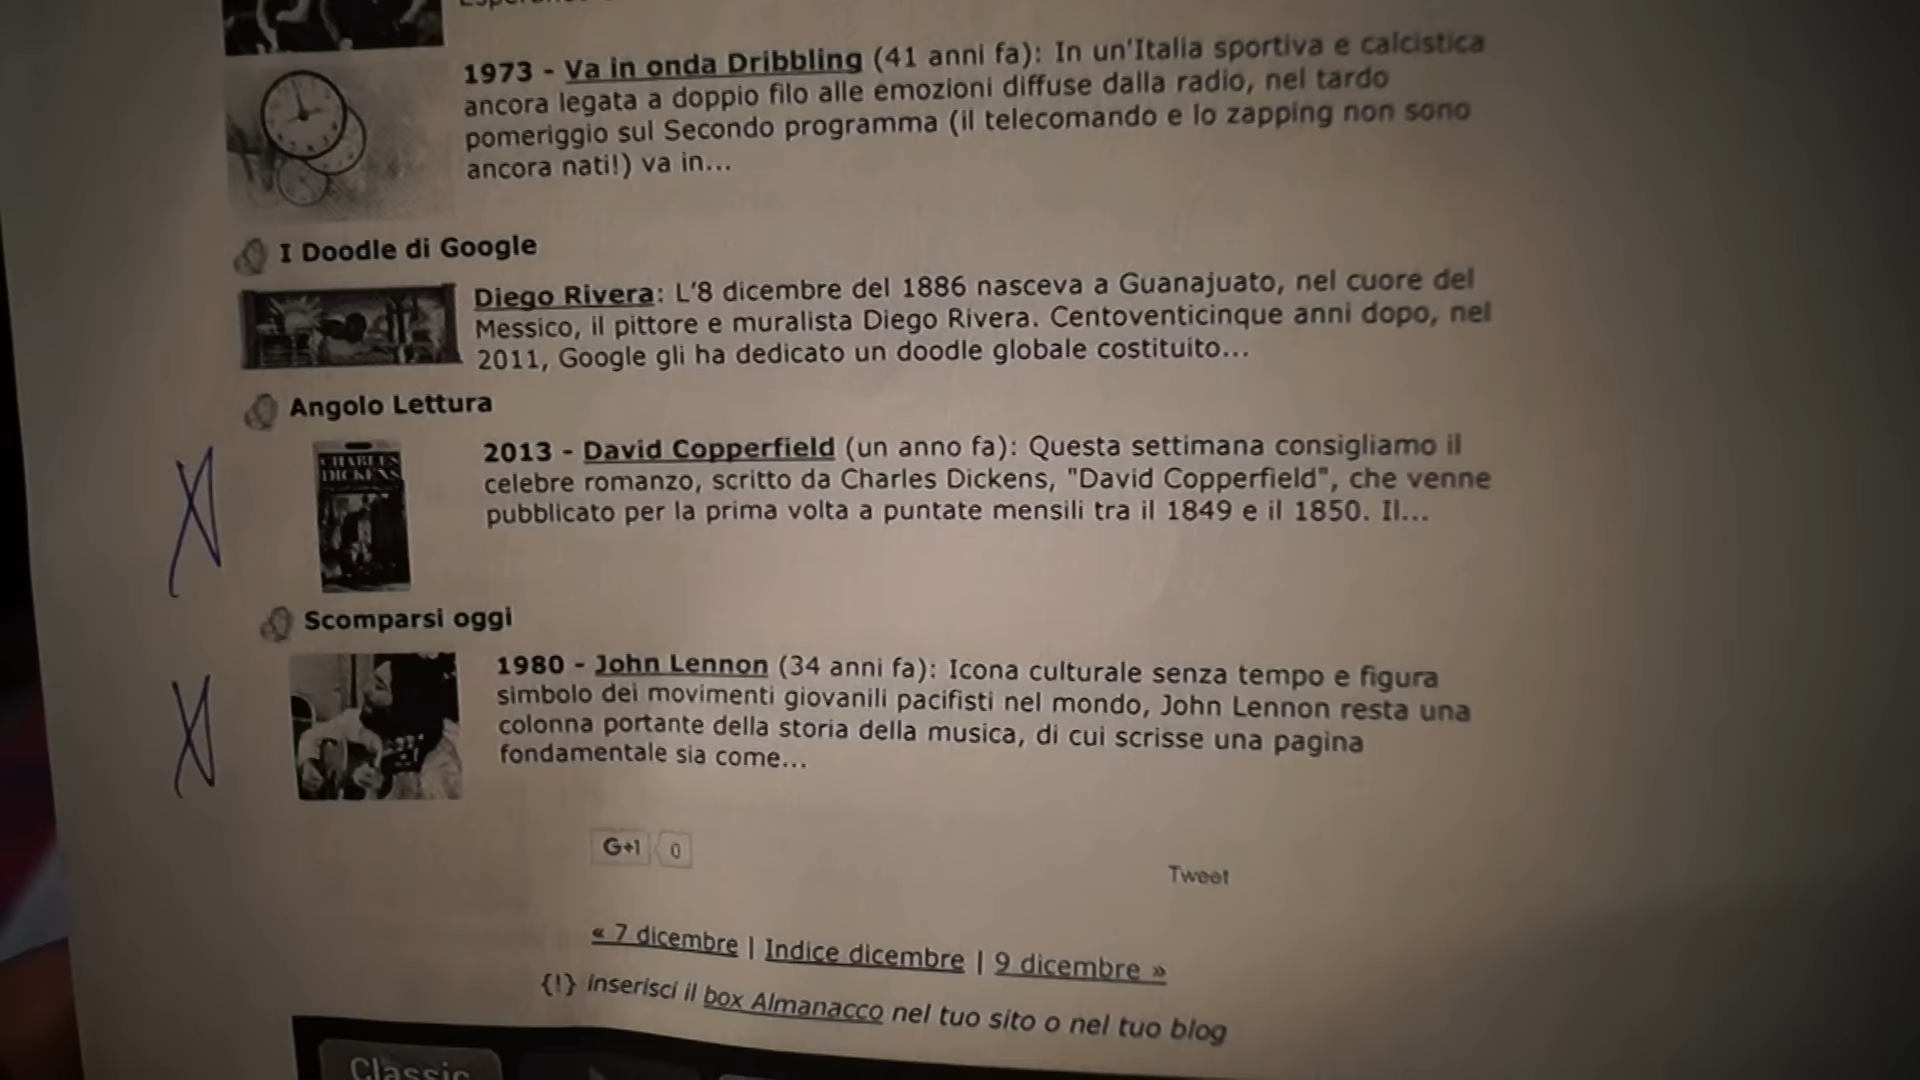 1973 - Va in onda Dribbling (41 anni fa): In un'Italia sportiva e calcistica
ancora legata a doppio filo alle emozioni diffuse dalla radio, nel tardo
pomeriggio sul Secondo programma (il telecomando e lo zapping non sono
ancora nati!) va in...
I Doodle di Google
Diego Rivera: L'8 dicembre del 1886 nasceva a Guanajuato, nel cuore del
Messico, il pittore e muralista Diego Rivera. Centoventicinque anni dopo, nel
2011, Google gli ha dedicato un doodle globale costituito...
Angolo Lettura
CHARLES
DICKENS
2013 - David Copperfield (un anno fa): Questa settimana consigliamo il
celebre romanzo, scritto da Charles Dickens, "David Copperfield", che venne
pubblicato per la prima volta a puntate mensili tra il 1849 e il 1850. Il...
Scomparsi oggi
1980 - John Lennon (34 anni fa): Icona culturale senza tempo e figura
simbolo dei movimenti giovanili pacifisti nel mondo, John Lennon resta una
colonna portante della storia della musica, di cui scrisse una pagina
fondamentale sia come...
G+1 0
Tweet
« 7 dicembre | Indice dicembre | 9 dicembre »
{!} inserisci il box Almanacco nel tuo sito o nel tuo blog
Classic